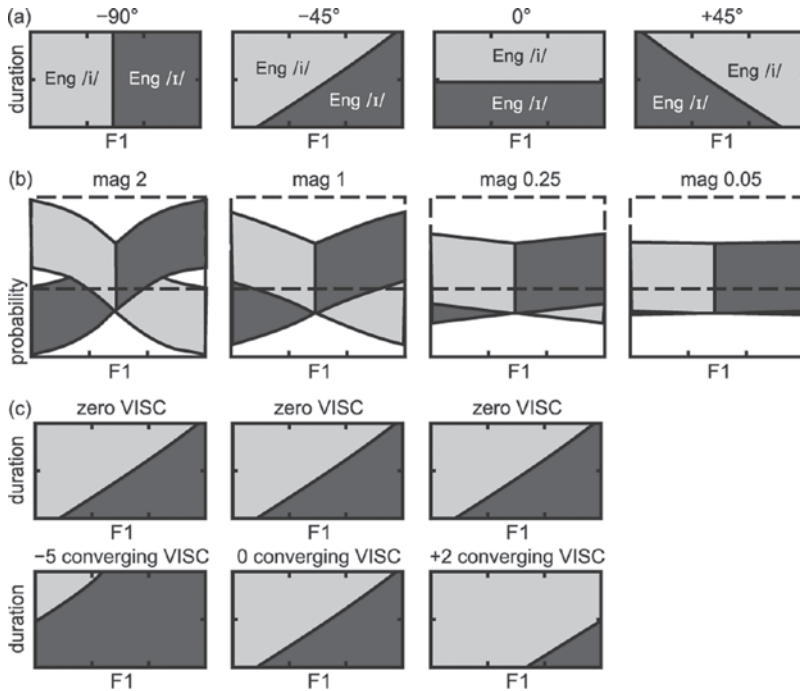 (a) −90° −45° 0° +45°
duration
Eng /i/ Eng /ɪ/ Eng /i/ Eng /ɪ/ Eng /i/ Eng /ɪ/ Eng /i/ Eng /ɪ/
F1 F1 F1 F1
(b) mag 2 mag 1 mag 0.25 mag 0.05
probability
F1 F1 F1 F1
(c) zero VISC zero VISC zero VISC
duration
F1 F1 F1
−5 converging VISC 0 converging VISC +2 converging VISC
duration
F1 F1 F1